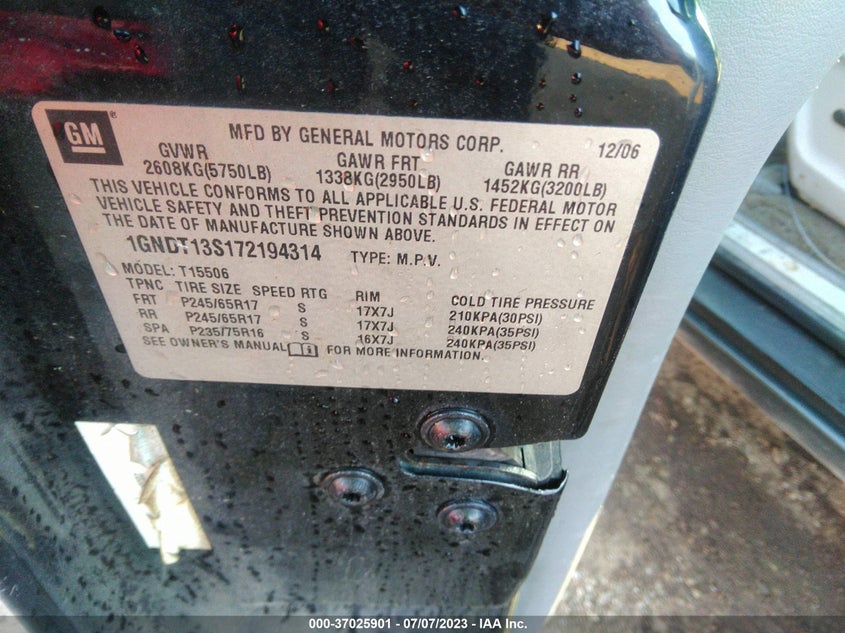 GM
MFD BY GENERAL MOTORS CORP. 12/06
GVWR GAWR FRT GAWR RR
2608KG(5750LB) 1338KG(2950LB) 1452KG(3200LB)
THIS VEHICLE CONFORMS TO ALL APPLICABLE U.S. FEDERAL MOTOR
VEHICLE SAFETY AND THEFT PREVENTION STANDARDS IN EFFECT ON
THE DATE OF MANUFACTURE SHOWN ABOVE.
1GNDT13S172194314 TYPE: M.P.V.
MODEL: T15506
TPNC TIRE SIZE SPEED RTG RIM COLD TIRE PRESSURE
FRT P245/65R17 S 17X7J 210KPA(30PSI)
RR P245/65R17 S 17X7J 240KPA(35PSI)
SPA P235/75R16 S 16X7J 240KPA(35PSI)
SEE OWNER'S MANUAL FOR MORE INFORMATION.
000-37025901 - 07/07/2023 - © IAA Inc.